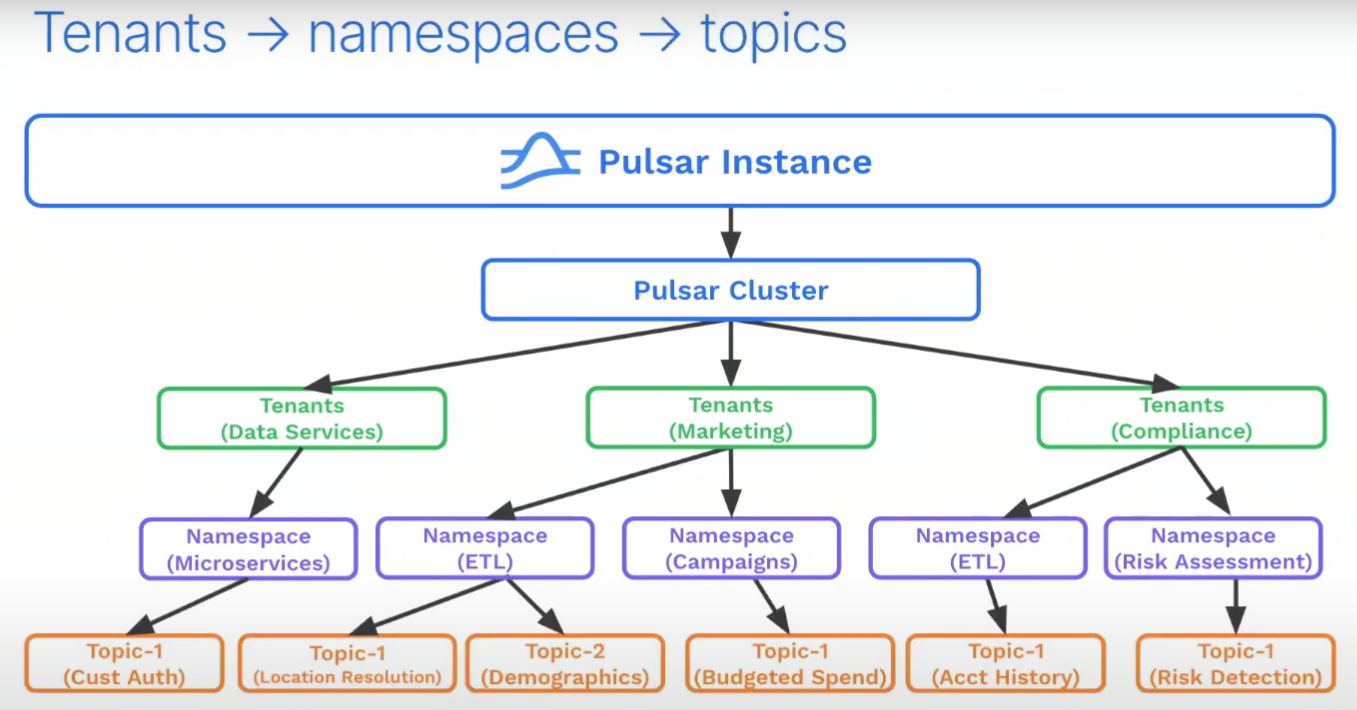 Tenants → namespaces → topics
Pulsar Instance
Pulsar Cluster
Tenants
(Data Services)
Tenants
(Marketing)
Tenants
(Compliance)
Namespace
(Microservices)
Namespace
(ETL)
Namespace
(Campaigns)
Namespace
(ETL)
Namespace
(Risk Assessment)
Topic-1
(Cust Auth)
Topic-1
(Location Resolution)
Topic-2
(Demographics)
Topic-1
(Budgeted Spend)
Topic-1
(Acct History)
Topic-1
(Risk Detection)